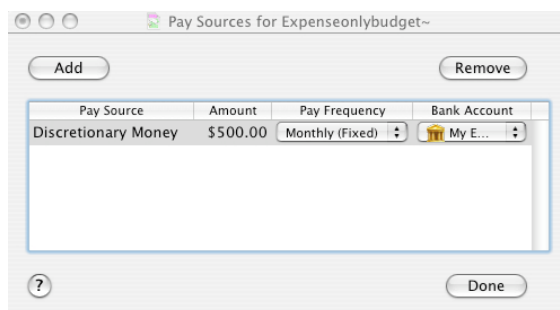 Pay Sources for Expenseonlybudget~
Add Remove
Pay Source Amount Pay Frequency Bank Account
Discretionary Money $500.00 Monthly (Fixed) My E...
? Done